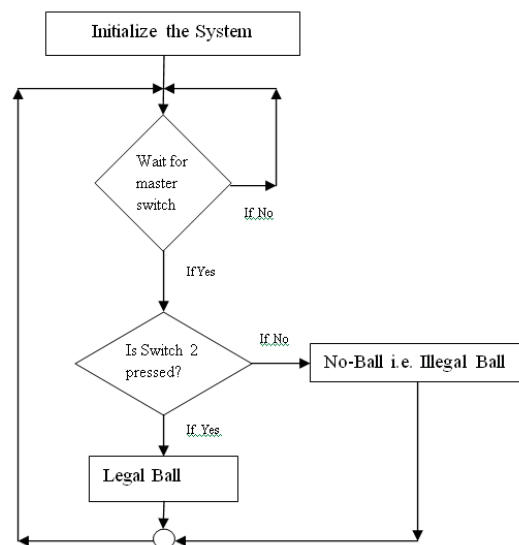 Initialize the System
Wait for
master
switch
If No
If Yes
Is Switch 2
pressed?
If No
No-Ball i.e. Illegal Ball
If Yes
Legal Ball